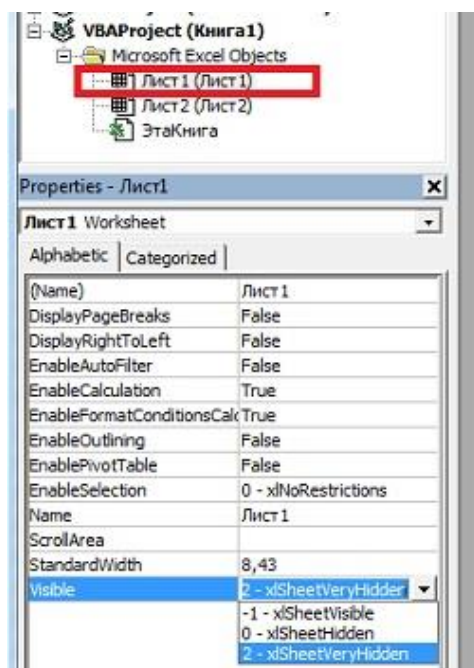 VBAProject (Книга1)
Microsoft Excel Objects
Лист1 (Лист1)
Лист2 (Лист2)
ЭтаКнига
Properties - Лист1
Лист1 Worksheet
Alphabetic Categorized
(Name) Лист1
DisplayPageBreaks False
DisplayRightToLeft False
EnableAutoFilter False
EnableCalculation True
EnableFormatConditionsCalc True
EnableOutlining False
EnablePivotTable False
EnableSelection 0 - xlNoRestrictions
Name Лист1
ScrollArea
StandardWidth 8,43
Visible 2 - xlSheetVeryHidden
-1 - xlSheetVisible
0 - xlSheetHidden
2 - xlSheetVeryHidden